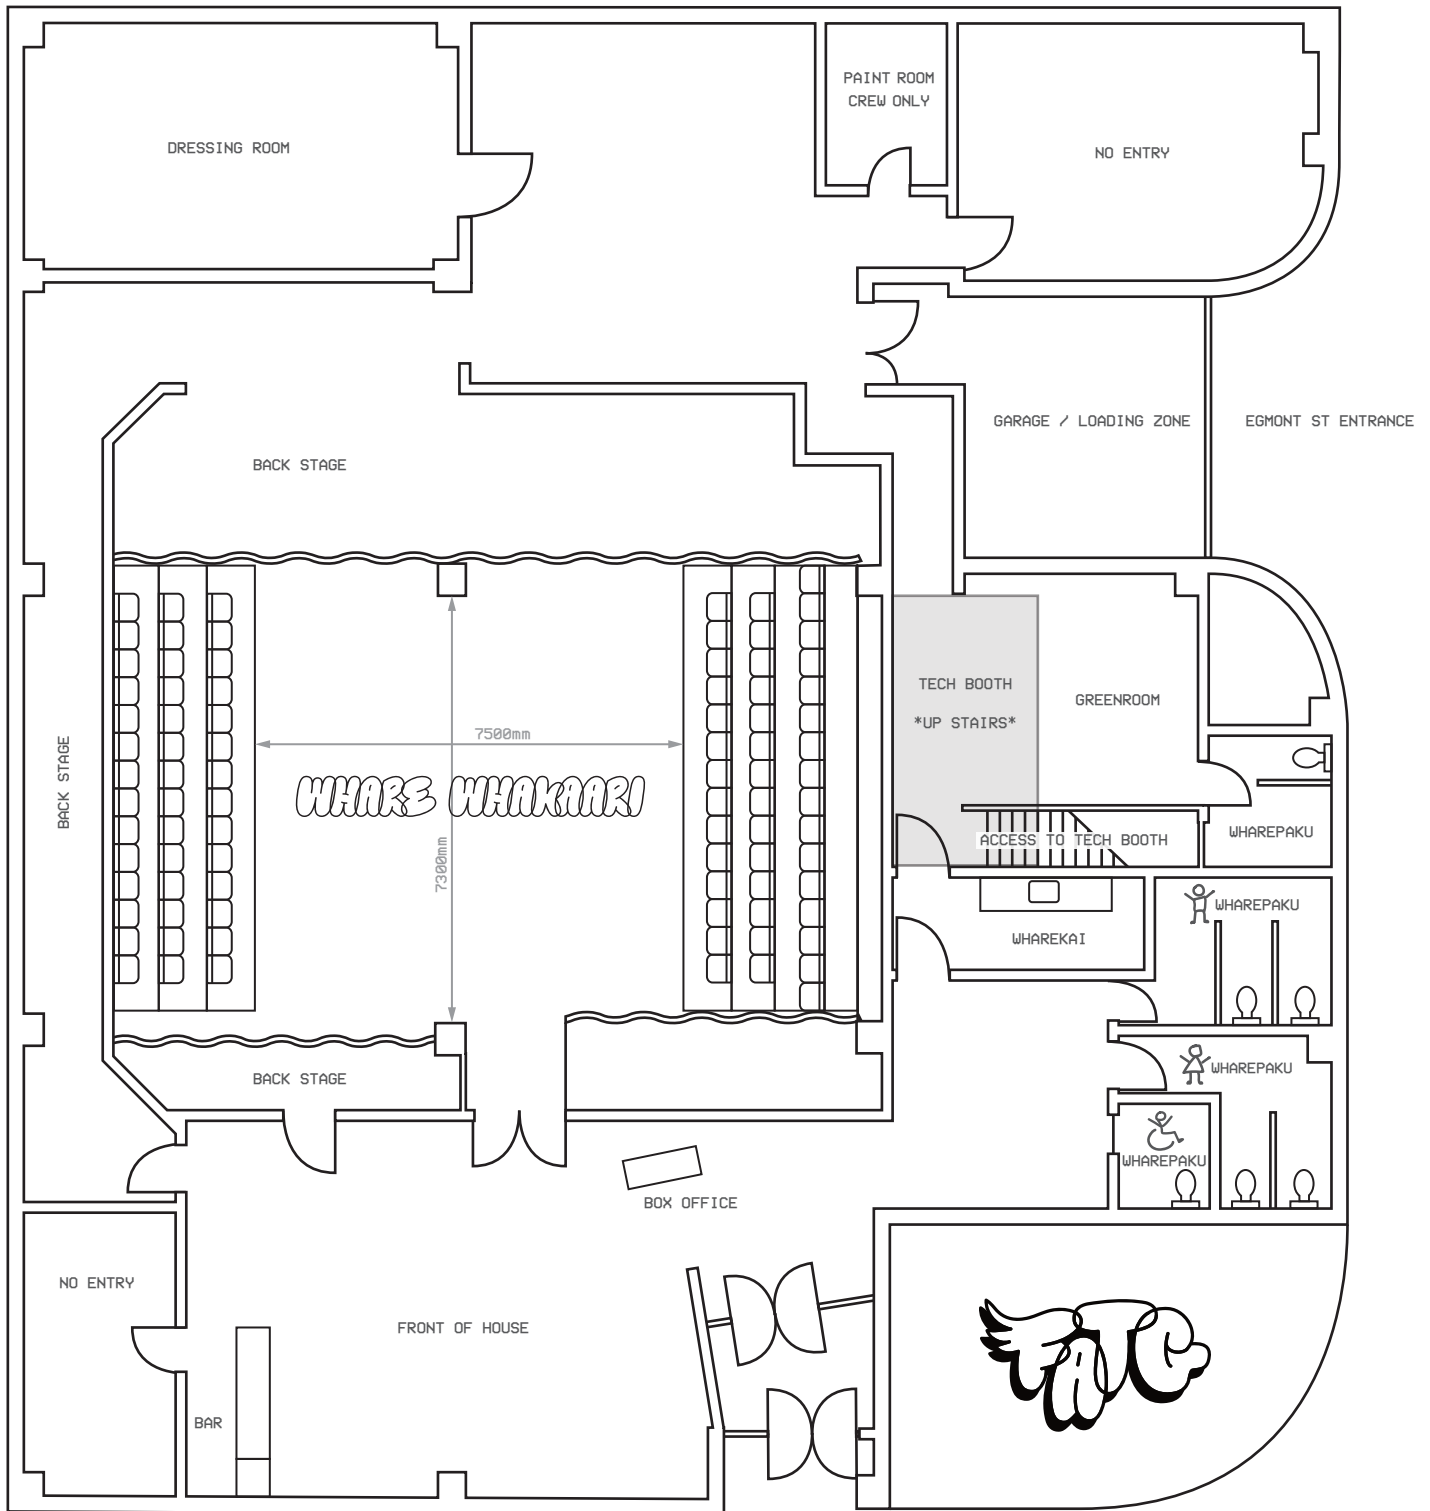 PAINT ROOM
CREW ONLY
DRESSING ROOM
NO ENTRY
GARAGE / LOADING ZONE
EGMONT ST ENTRANCE
BACK STAGE
TECH BOOTH
*UP STAIRS*
GREENROOM
7500mm
BACK STAGE
WHARE WHAKAARI
7300mm
ACCESS TO TECH BOOTH
WHAREPAKU
WHAREPAKU
WHAREKAI
WHAREPAKU
BACK STAGE
WHAREPAKU
BOX OFFICE
NO ENTRY
FRONT OF HOUSE
BAR
FATC